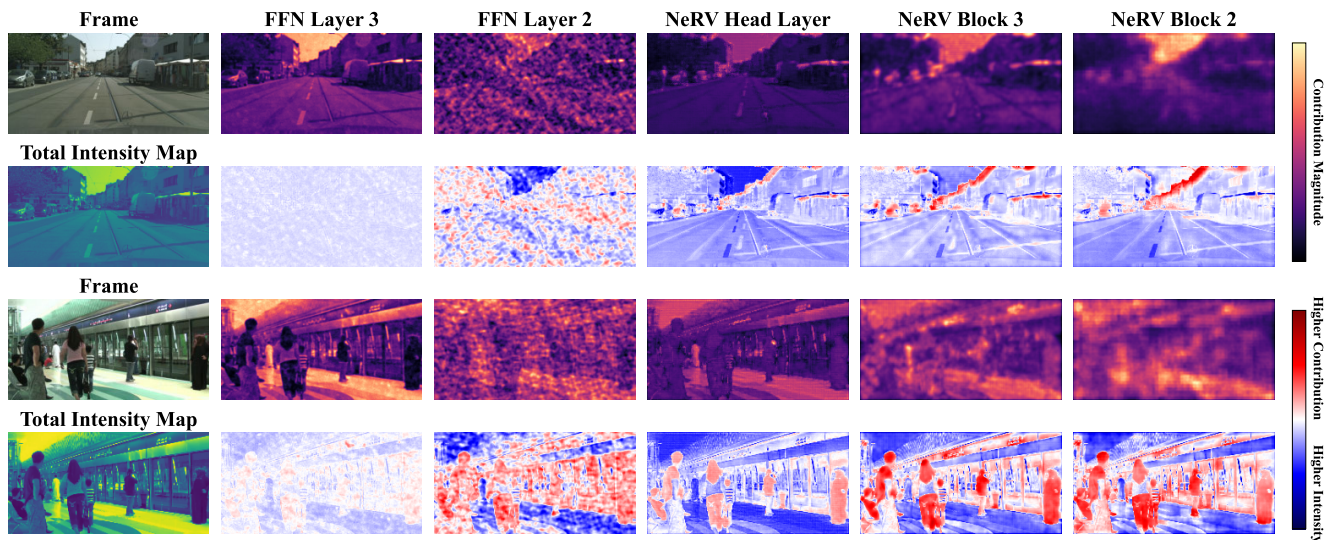 Frame
FFN Layer 3
FFN Layer 2
NeRV Head Layer
NeRV Block 3
NeRV Block 2
Contribution Magnitude
Total Intensity Map
Frame
Higher Contribution
Higher Intensity
Total Intensity Map